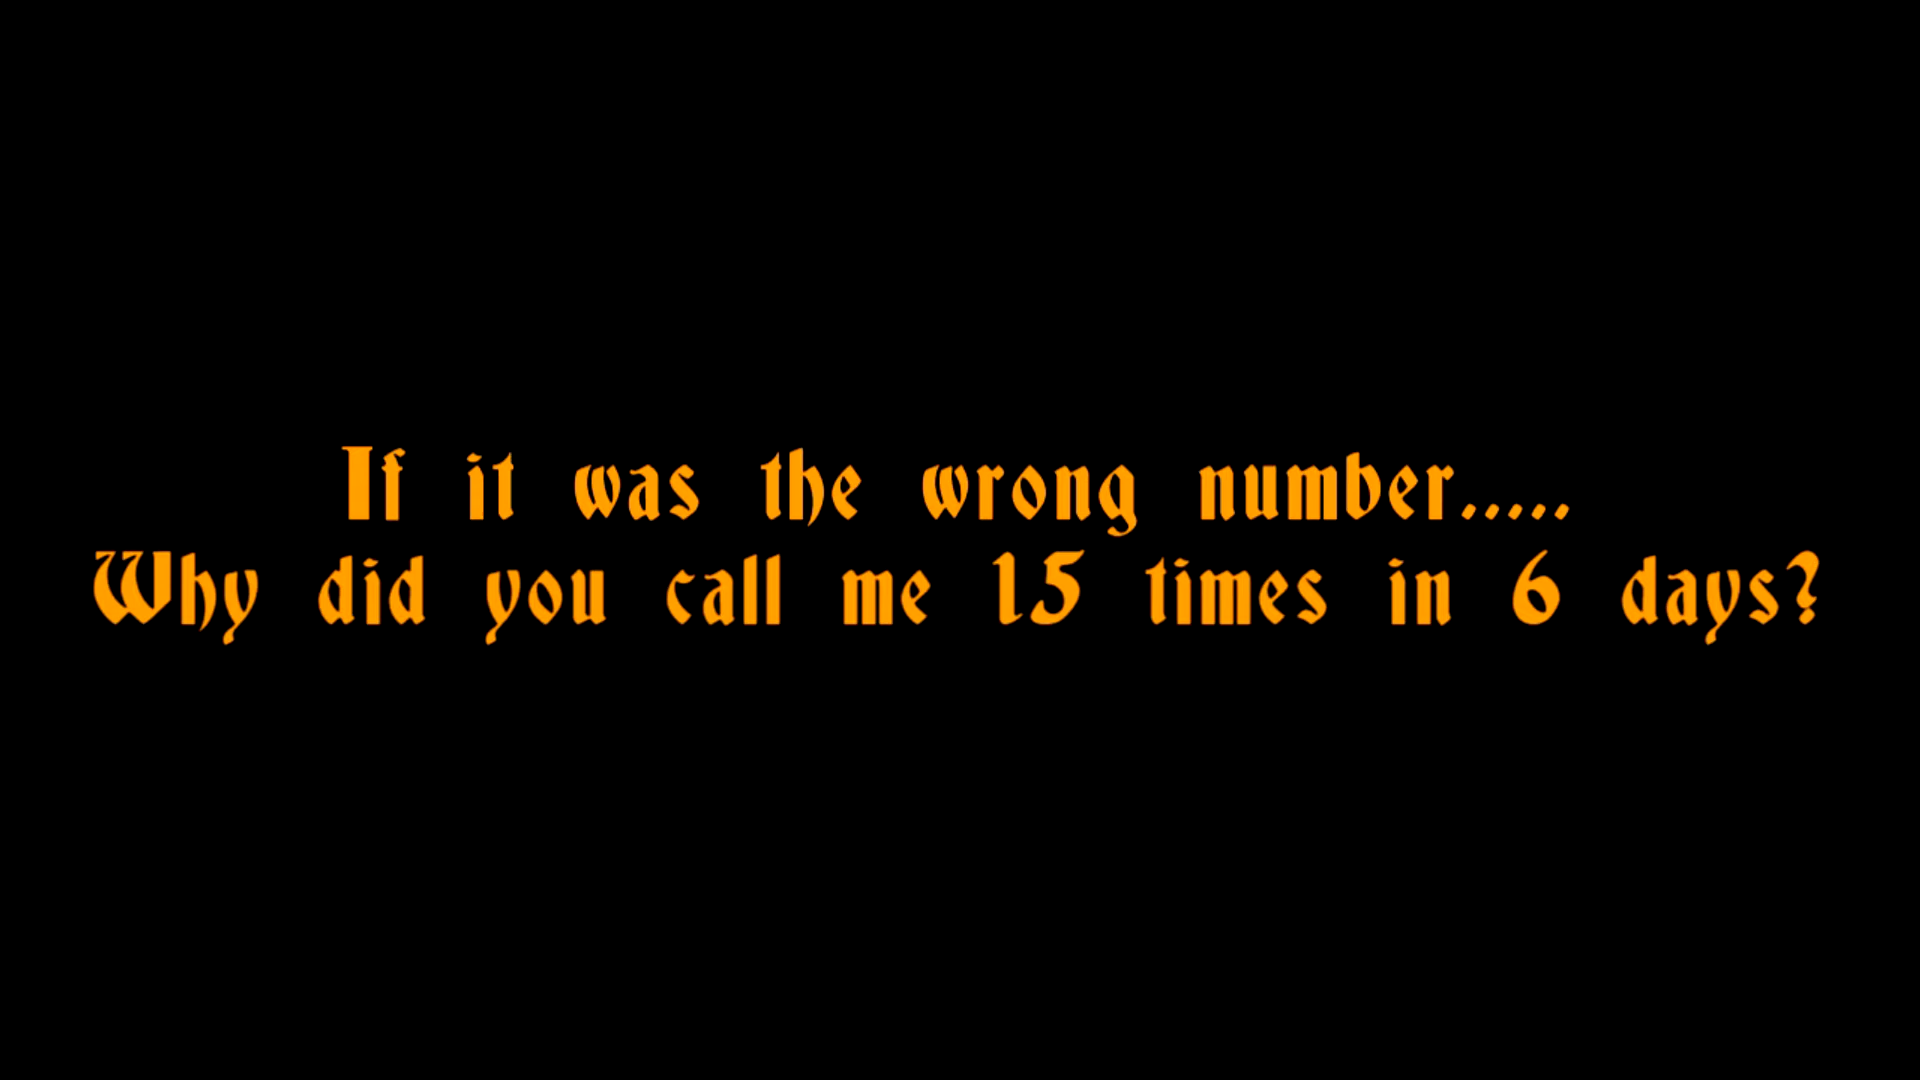 If it was the wrong number.....
Why did you call me 15 times in 6 days?